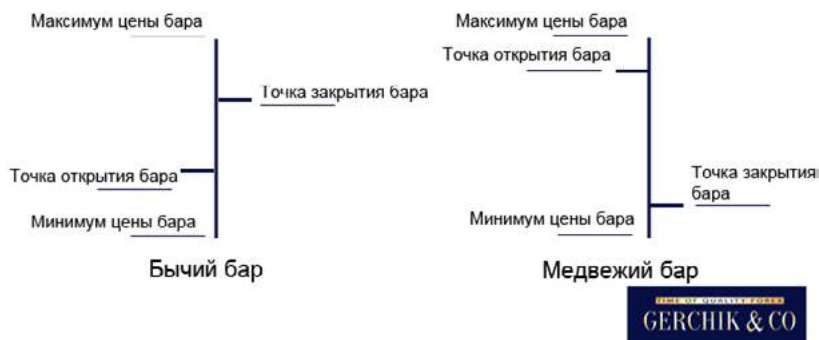 Максимум цены бара
Точка закрытия бара
Точка открытия бара
Минимум цены бара
Бычий бар
Максимум цены бара
Точка открытия бара
Точка закрытия
бара
Минимум цены бара
Медвежий бар
TIME OF QUALITY FOREX
GERCHIK & CO